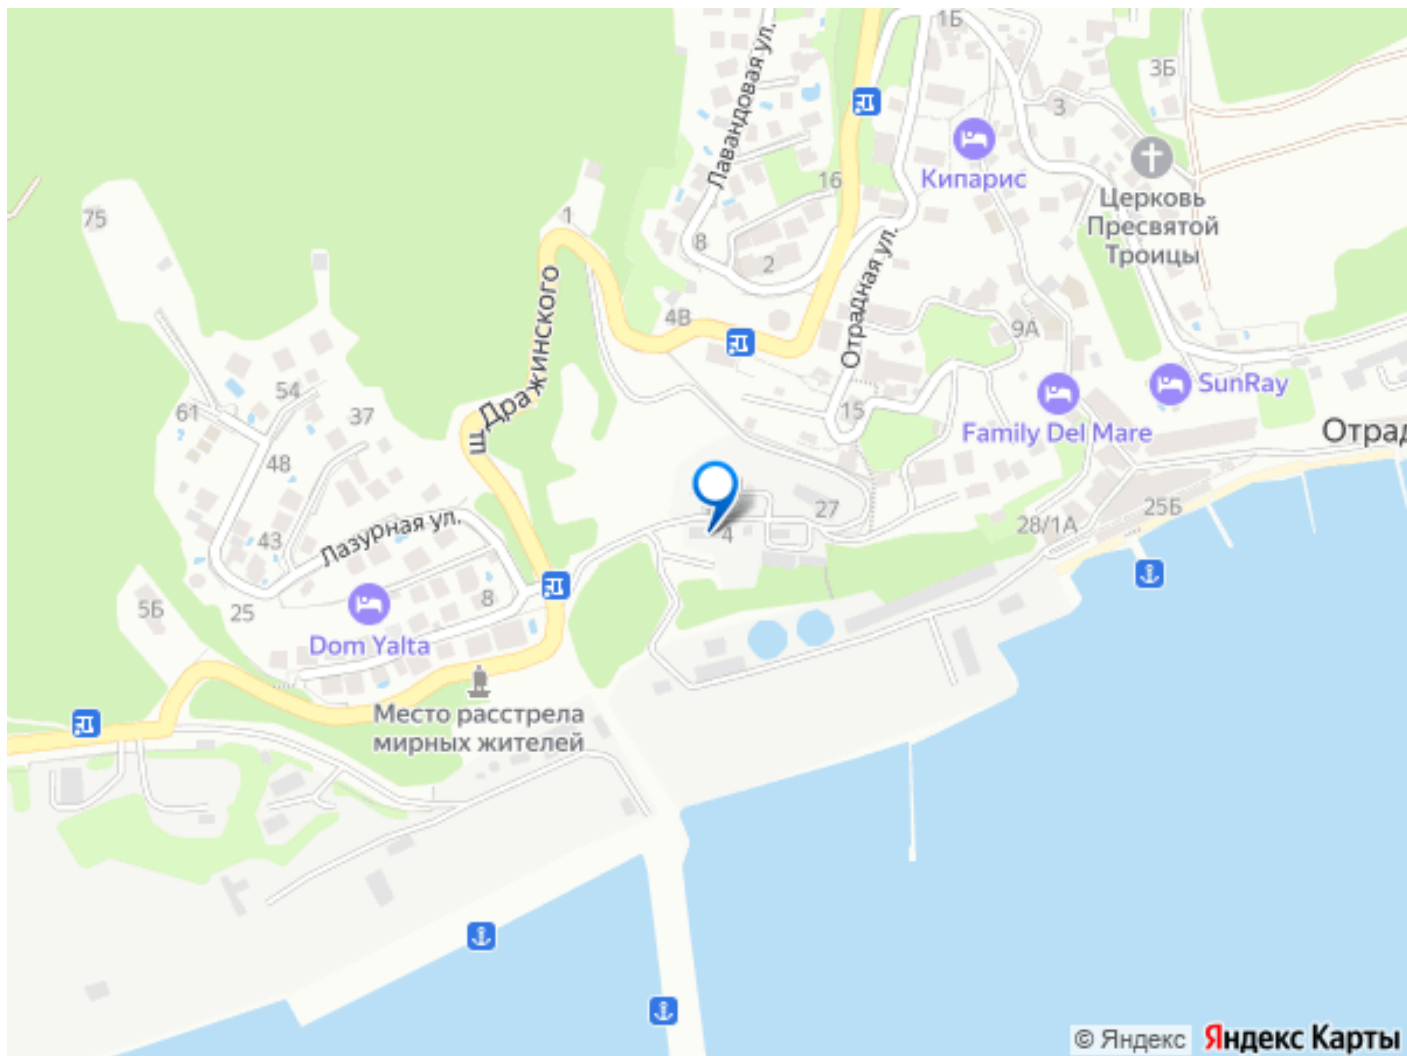 1Б
Лавандовая ул.
3Б
3
Кипарис
16
Церковь
Пресвятой
Троицы
75
1
8
2
Отрадная ул.
4В
9А
ш. Дражинского
SunRay
54
61
37
15
Family Del Mare
Отрад
48
27
25Б
28/1А
4
Лазурная ул.
43
8
5Б
25
Dom Yalta
Место расстрела
мирных жителей
© Яндекс Яндекс Карты